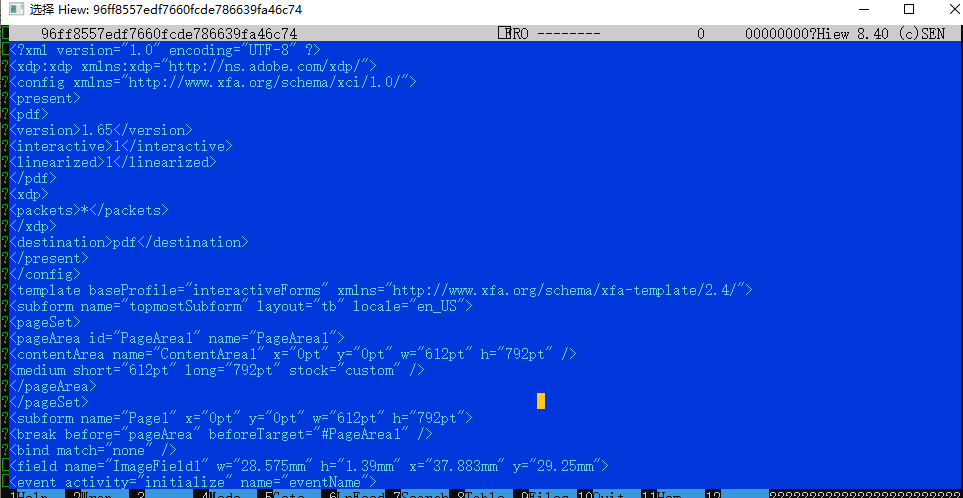 选择 Hiew: 96ff8557edf7660fcde786639fa46c74
96ff8557edf7660fcde786639fa46c74 FRO -------- 0 00000000?Hiew 8.40 (c)SEN
<?xml version="1.0" encoding="UTF-8" ?>
?<xdp:xdp xmlns:xdp="http://ns.adobe.com/xdp/">
?<config xmlns="http://www.xfa.org/schema/xci/1.0/">
?<present>
?<pdf>
?<version>1.65</version>
?<interactive>1</interactive>
?<linearized>1</linearized>
?</pdf>
?<xdp>
?<packets>*</packets>
?</xdp>
?<destination>pdf</destination>
?</present>
?</config>
?<template baseProfile="interactiveForms" xmlns="http://www.xfa.org/schema/xfa-template/2.4/">
?<subform name="topmostSubform" layout="tb" locale="en_US">
?<pageSet>
?<pageArea id="PageArea1" name="PageArea1">
?<contentArea name="ContentArea1" x="0pt" y="0pt" w="612pt" h="792pt" />
?<medium short="612pt" long="792pt" stock="custom" />
?</pageArea>
?</pageSet>
?<subform name="Page1" x="0pt" y="0pt" w="612pt" h="792pt">
?<break before="pageArea" beforeTarget="#PageArea1" />
?<bind match="none" />
<field name="ImageField1" w="28.575mm" h="1.39mm" x="37.883mm" y="29.25mm">
<event activity="initialize" name="eventName">